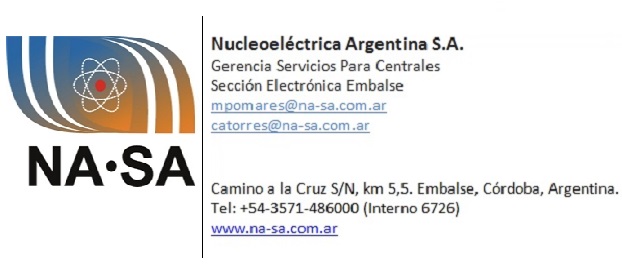 NA·SA
Nucleoeléctrica Argentina S.A.
Gerencia Servicios Para Centrales
Sección Electrónica Embalse
mpomares@na-sa.com.ar
catorres@na-sa.com.ar
Camino a la Cruz S/N, km 5,5. Embalse, Córdoba, Argentina.
Tel: +54-3571-486000 (Interno 6726)
www.na-sa.com.ar